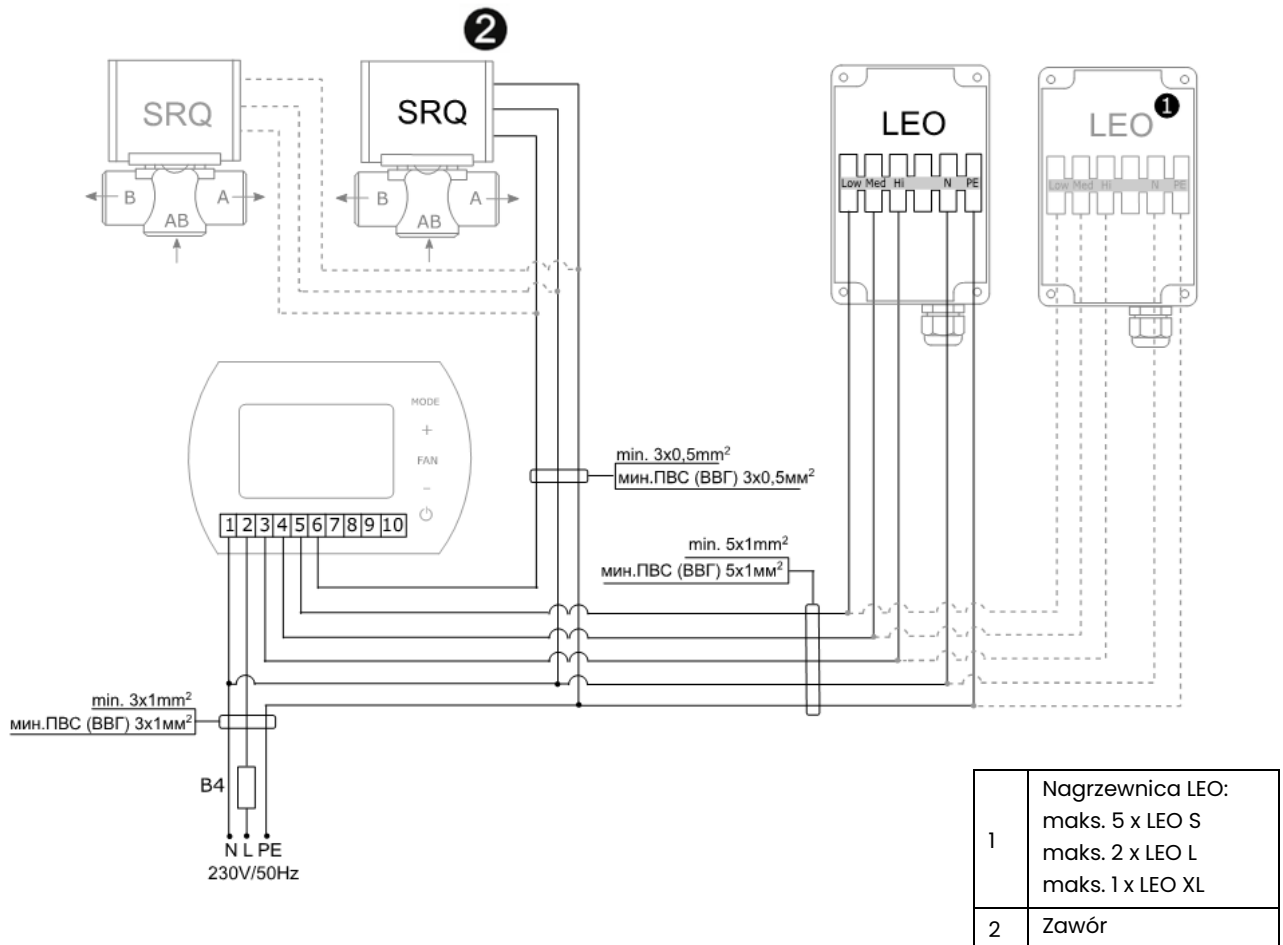 2
SRQ
B
A
AB
SRQ
B
A
AB
LEO
Low Med Hi N PE
LEO 1
Low Med Hi N PE
MODE
+
FAN
−
1 2 3 4 5 6 7 8 9 10
min. 3x0,5mm²
мин.ПВС (ВВГ) 3x0,5мм²
min. 5x1mm²
мин.ПВС (ВВГ) 5x1мм²
min. 3x1mm²
мин.ПВС (ВВГ) 3x1мм²
B4
N L PE
230V/50Hz
1
Nagrzewnica LEO:
maks. 5 x LEO S
maks. 2 x LEO L
maks. 1 x LEO XL
2
Zawór